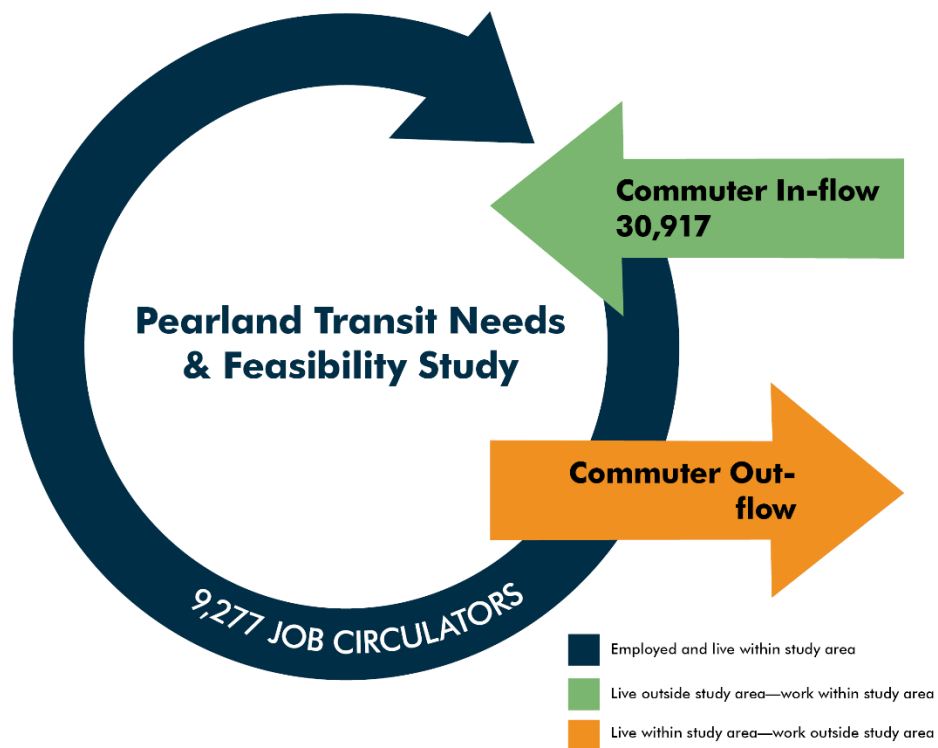 Commuter In-flow
30,917
Pearland Transit Needs
& Feasibility Study
Commuter Out-
flow
9,277 JOB CIRCULATORS
Employed and live within study area
Live outside study area—work within study area
Live within study area—work outside study area